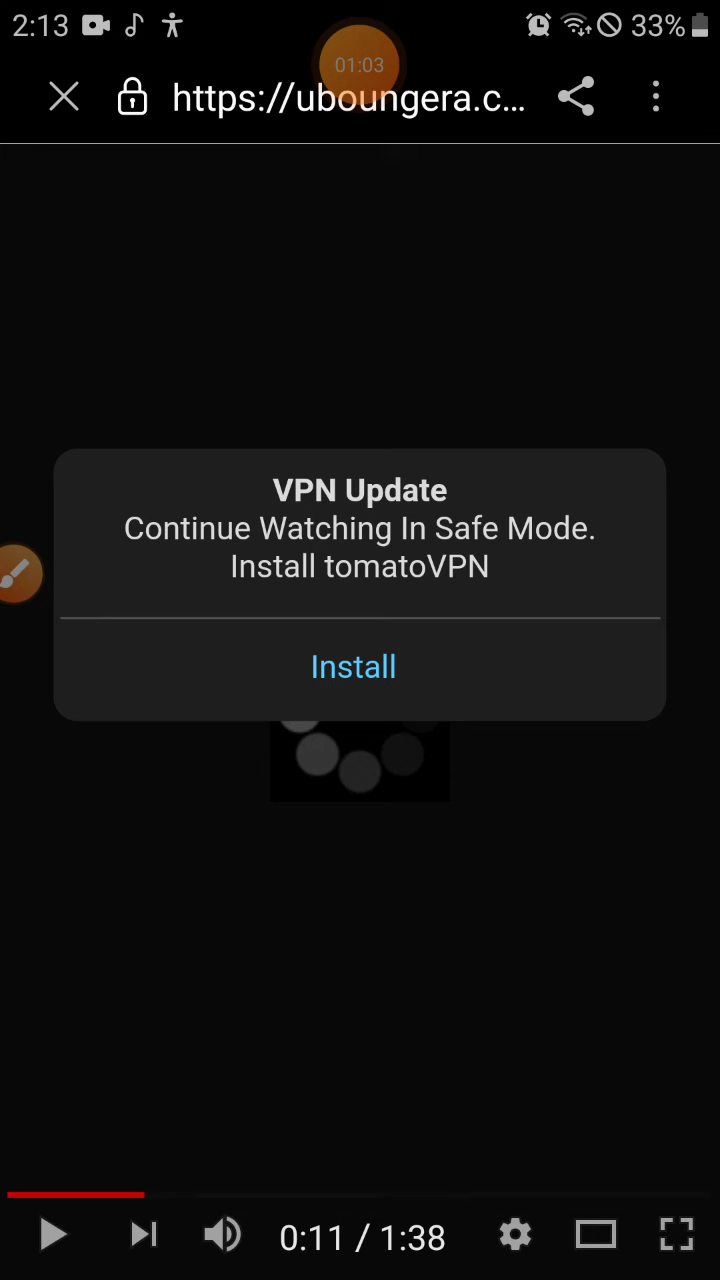 2:13
33%
01:03
https://uboungera.c...
VPN Update
Continue Watching In Safe Mode.
Install tomatoVPN
Install
0:11 / 1:38